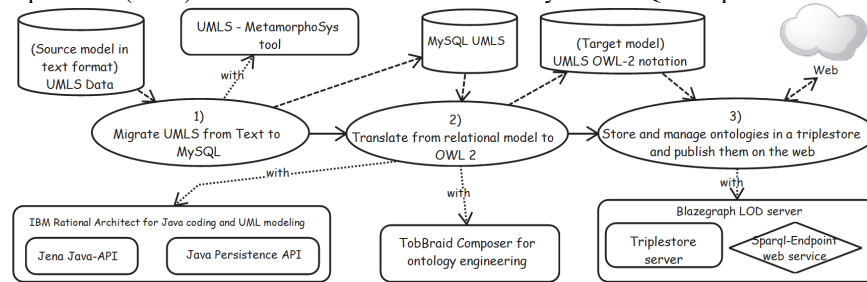 (Source model in
text format)
UMLS Data
UMLS - MetamorphoSys
tool
MySQL UMLS
(Target model)
UMLS OWL-2 notation
Web
with
1)
Migrate UMLS from Text to
MySQL
2)
Translate from relational model to
OWL 2
3)
Store and manage ontologies in a triplestore
and publish them on the web
with
with
with
IBM Rational Architect for Java coding and UML modeling
Jena Java-API
Java Persistence API
TobBraid Composer for
ontology engineering
Blazegraph LOD server
Triplestore
server
Sparql-Endpoint
web service